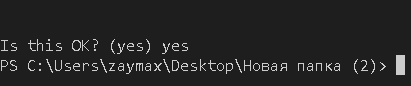 Is this OK? (yes) yes
PS C:\Users\zaymax\Desktop\Новая папка (2)>